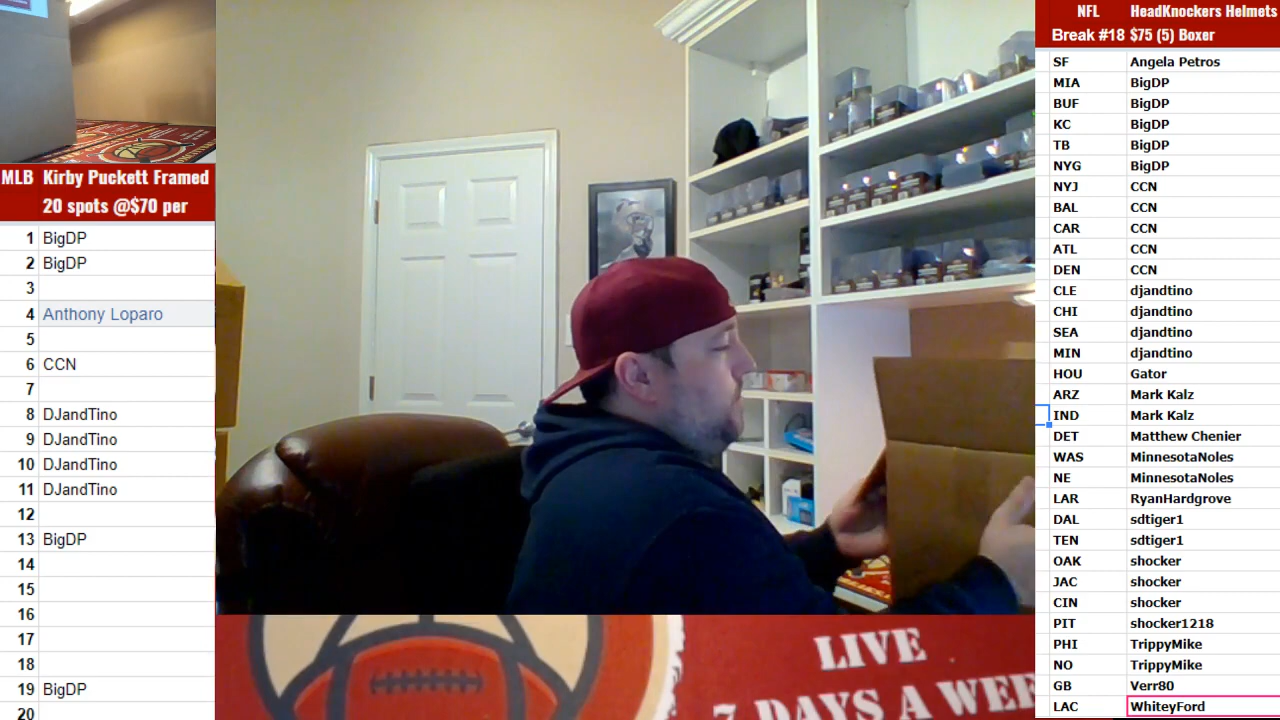 MLB Kirby Puckett Framed
20 spots @$70 per
1 BigDP
2 BigDP
3
4 Anthony Loparo
5
6 CCN
7
8 DJandTino
9 DJandTino
10 DJandTino
11 DJandTino
12
13 BigDP
14
15
16
17
18
19 BigDP
20
LIVE
7 DAYS A WEE
NFL HeadKnockers Helmets
Break #18 $75 (5) Boxer
SF Angela Petros
MIA BigDP
BUF BigDP
KC BigDP
TB BigDP
NYG BigDP
NYJ CCN
BAL CCN
CAR CCN
ATL CCN
DEN CCN
CLE djandtino
CHI djandtino
SEA djandtino
MIN djandtino
HOU Gator
ARZ Mark Kalz
IND Mark Kalz
DET Matthew Chenier
WAS MinnesotaNoles
NE MinnesotaNoles
LAR RyanHardgrove
DAL sdtiger1
TEN sdtiger1
OAK shocker
JAC shocker
CIN shocker
PIT shocker1218
PHI TrippyMike
NO TrippyMike
GB Verr80
LAC WhiteyFord